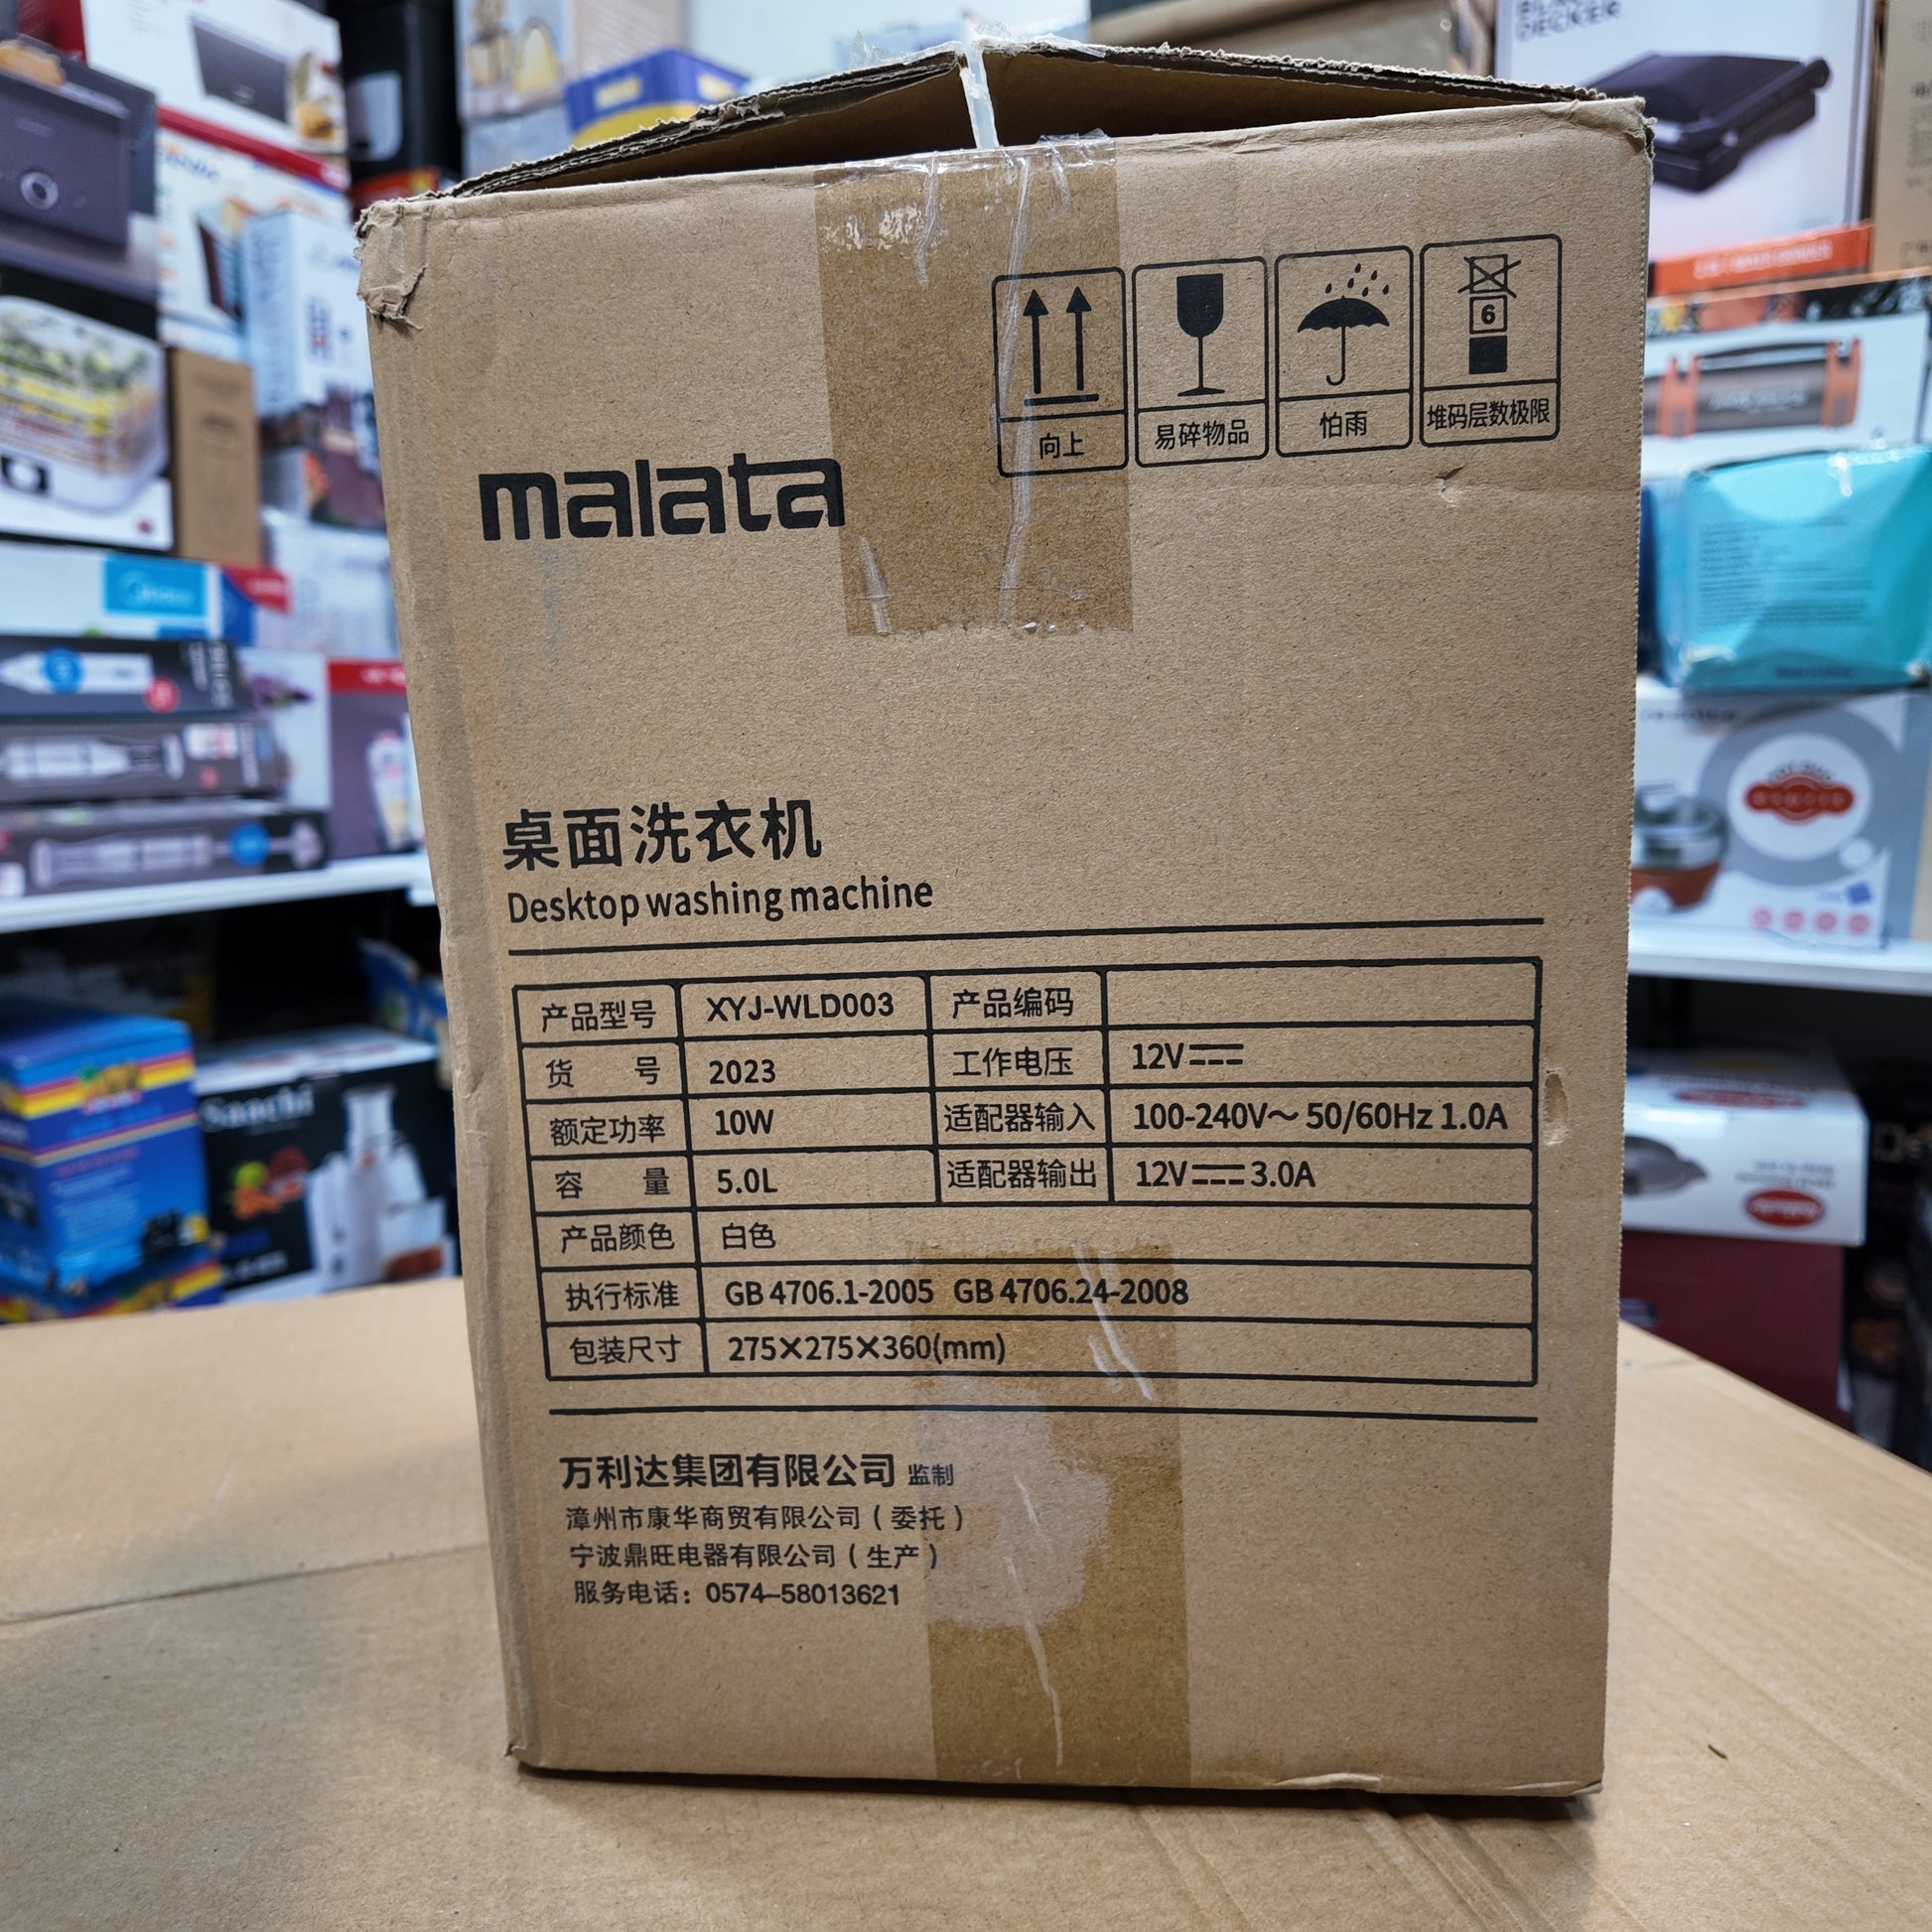 BLACK+
DECKER
6
向上
易碎物品
怕雨
堆码层数极限
malata
Midea
桌面洗衣机
Desktop washing machine
产品型号 XYJ-WLD003 产品编码
货 号 2023 工作电压 12V⎓
额定功率 10W 适配器输入 100-240V～ 50/60Hz 1.0A
容 量 5.0L 适配器输出 12V⎓3.0A
产品颜色 白色
执行标准 GB 4706.1-2005 GB 4706.24-2008
包装尺寸 275×275×360(mm)
万利达集团有限公司 监制
漳州市康华商贸有限公司（委托）
宁波鼎旺电器有限公司（生产）
服务电话：0574–58013621